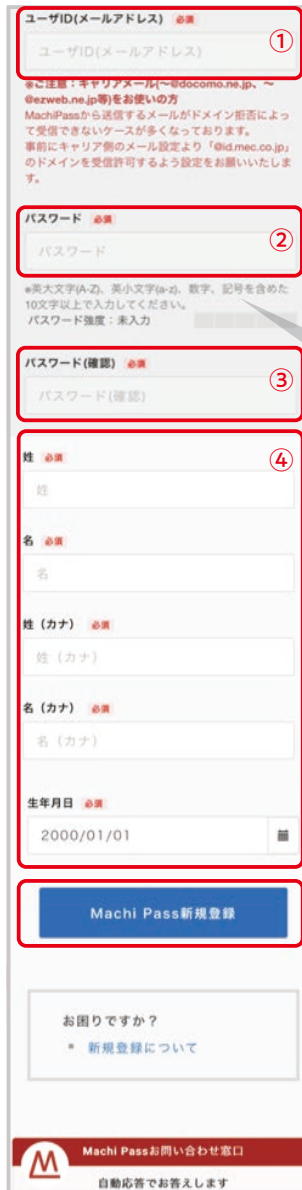 ユーザID(メールアドレス) 必須
①
ユーザID(メールアドレス)
※ご注意：キャリアメール(～@docomo.ne.jp、～
@ezweb.ne.jp等)をお使いの方
MachiPassから送信するメールがドメイン拒否によっ
て受信できないケースが多くなっております。
事前にキャリア側のメール設定より「@id.mec.co.jp」
のドメインを受信許可するよう設定をお願いいたしま
す。
パスワード 必須
②
パスワード
※英大文字(A-Z)、英小文字(a-z)、数字、記号を含めた
10文字以上で入力してください。
パスワード強度：未入力
パスワード(確認) 必須
③
パスワード(確認)
④
姓 必須
姓
名 必須
名
姓（カナ） 必須
姓（カナ）
名（カナ） 必須
名（カナ）
生年月日 必須
2000/01/01
Machi Pass新規登録
お困りですか？
新規登録について
Machi Passお問い合わせ窓口
自動応答でお答えします